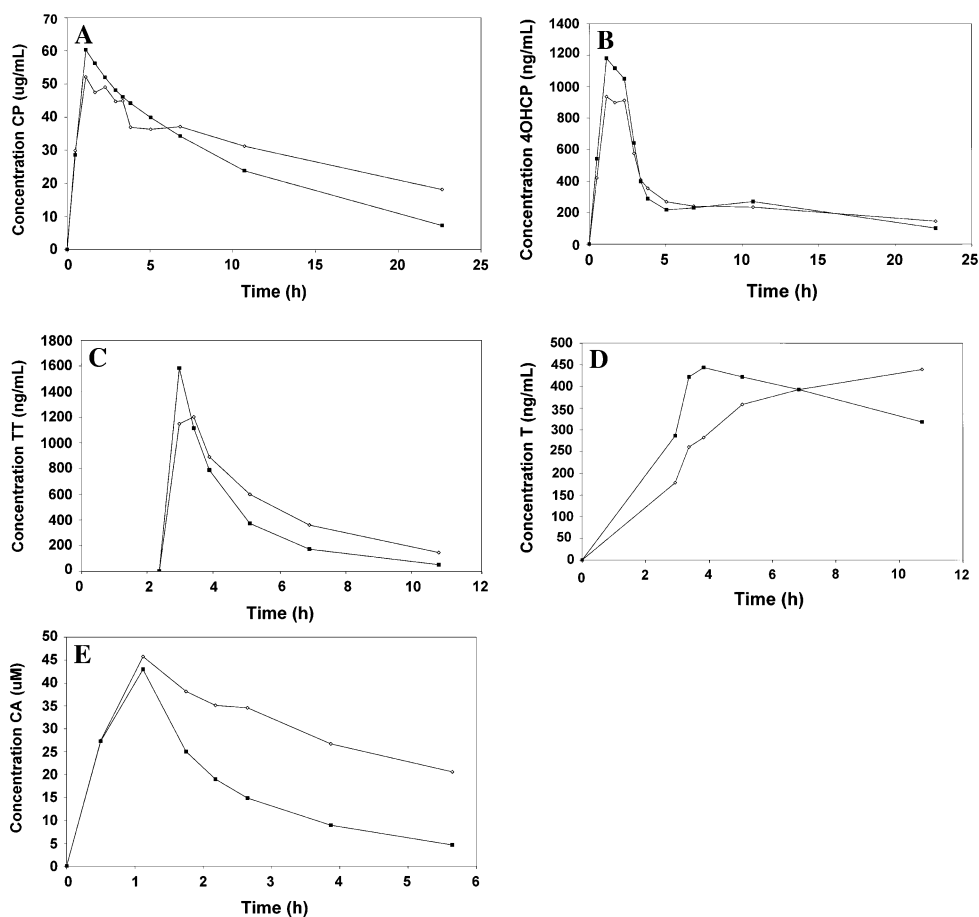 A
Concentration CP (ug/mL)
70
60
50
40
30
20
10
0
0 5 10 15 20 25
Time (h)
B
Concentration 4OHCP (ng/mL)
1400
1200
1000
800
600
400
200
0
0 5 10 15 20 25
Time (h)
C
Concentration TT (ng/mL)
1800
1600
1400
1200
1000
800
600
400
200
0
0 2 4 6 8 10 12
Time (h)
D
Concentration T (ng/mL)
500
450
400
350
300
250
200
150
100
50
0
0 2 4 6 8 10 12
Time (h)
E
Concentration CA (uM)
50
45
40
35
30
25
20
15
10
5
0
0 1 2 3 4 5 6
Time (h)